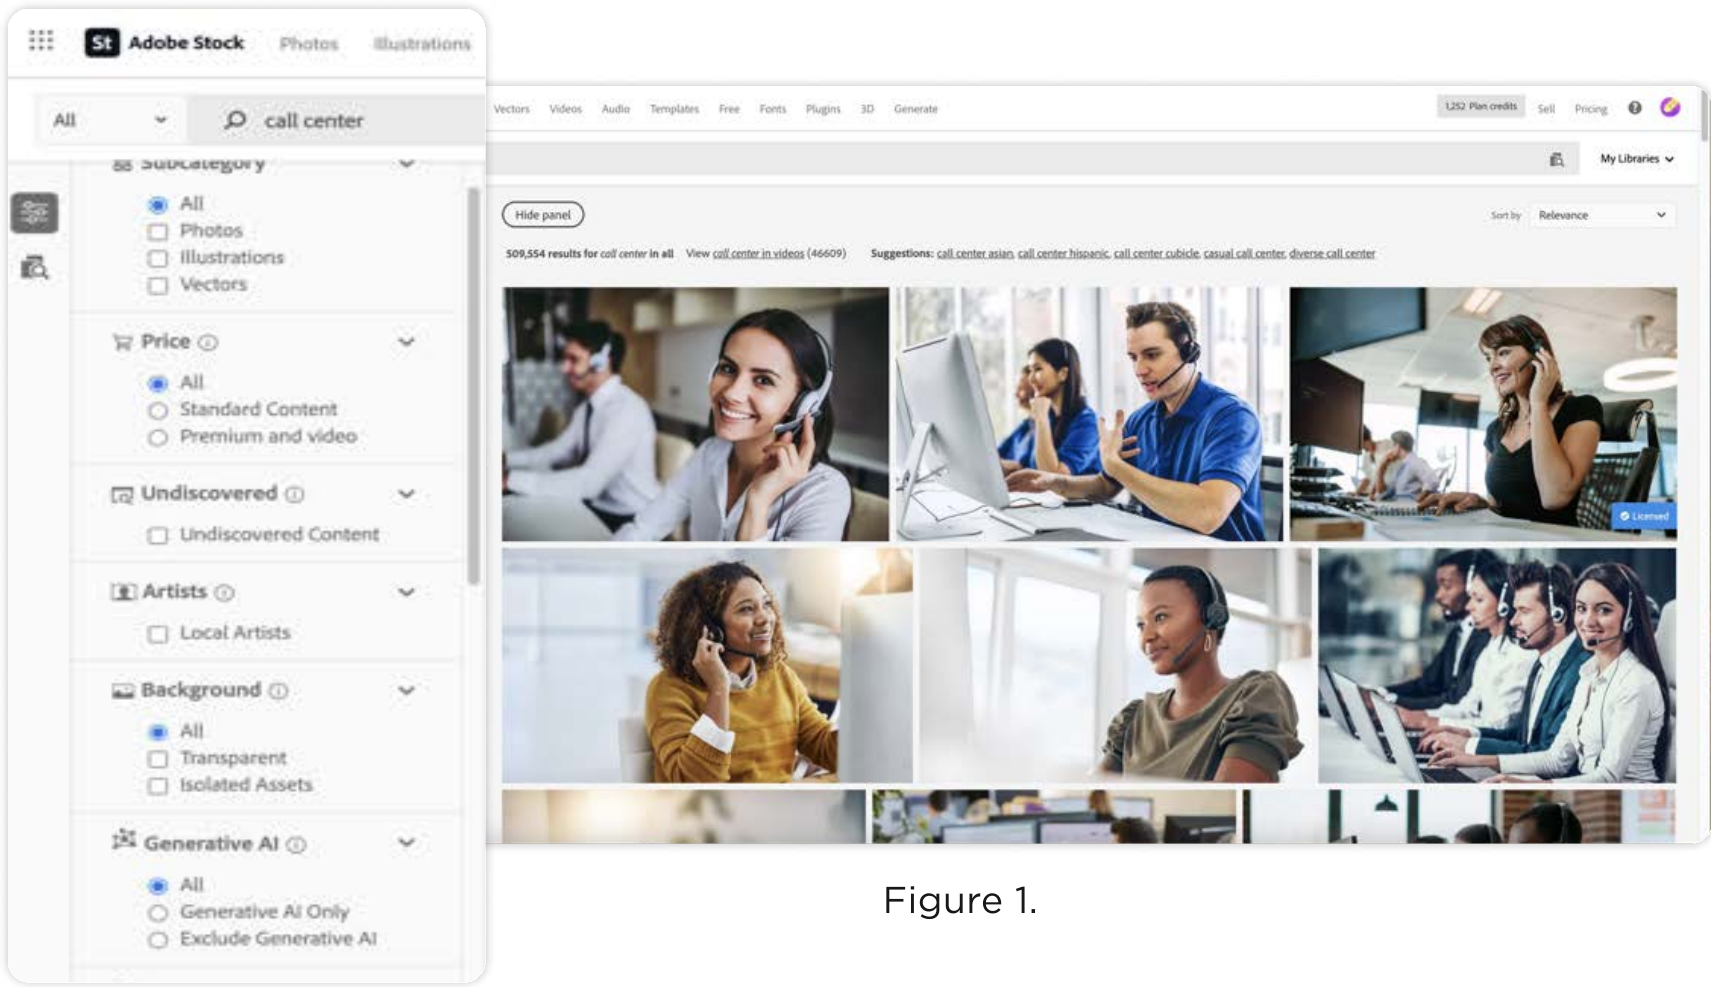 St Adobe Stock Photos Illustrations
All call center
Subcategory
All
Photos
Illustrations
Vectors
Price
All
Standard Content
Premium and video
Undiscovered
Undiscovered Content
Artists
Local Artists
Background
All
Transparent
Isolated Assets
Generative AI
All
Generative AI Only
Exclude Generative AI
Vectors Videos Audio Templates Free Fonts Plugins 3D Generate 1,252 Plan credits Sell Pricing
My Libraries
Hide panel Sort by Relevance
509,554 results for call center in all View call center in videos (46609) Suggestions: call center asian, call center hispanic, call center cubicle, casual call center, diverse call center
Licensed
Figure 1.